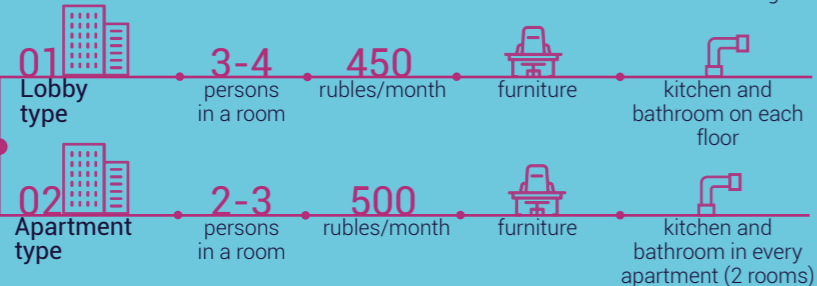 01
Lobby
type
3-4
persons
in a room
450
rubles/month
furniture
kitchen and
bathroom on each
floor
02
Apartment
type
2-3
persons
in a room
500
rubles/month
furniture
kitchen and
bathroom in every
apartment (2 rooms)